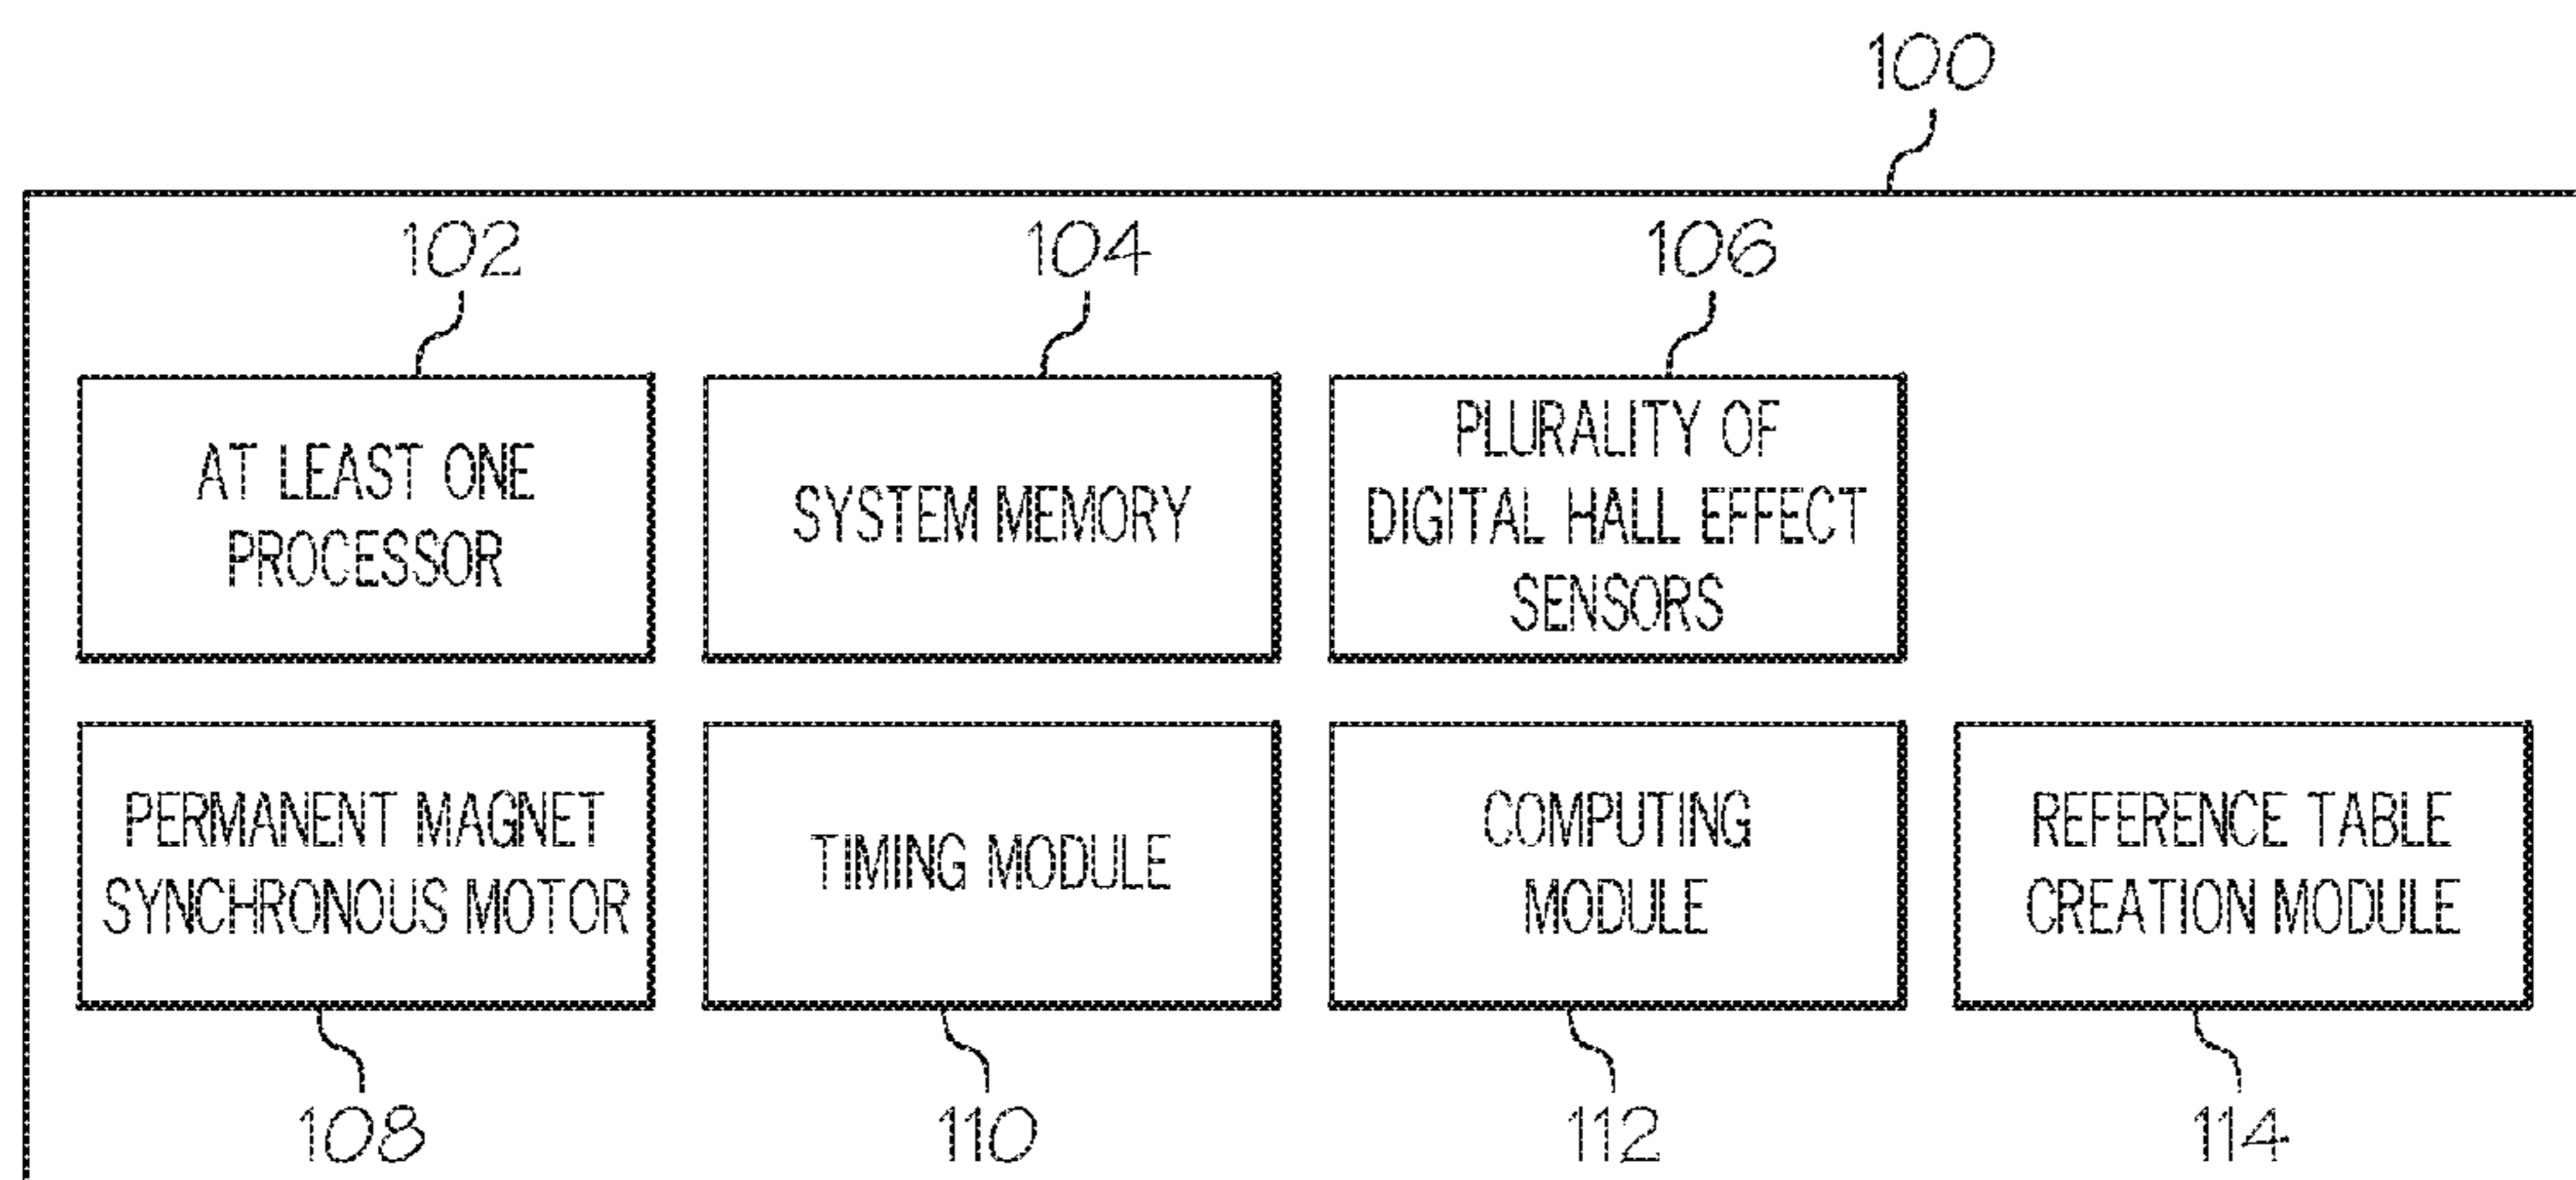 100
102
104
106
AT LEAST ONE
PROCESSOR
SYSTEM MEMORY
PLURALITY OF
DIGITAL HALL EFFECT
SENSORS
PERMANENT MAGNET
SYNCHRONOUS MOTOR
TIMING MODULE
COMPUTING
MODULE
REFERENCE TABLE
CREATION MODULE
108
110
112
114